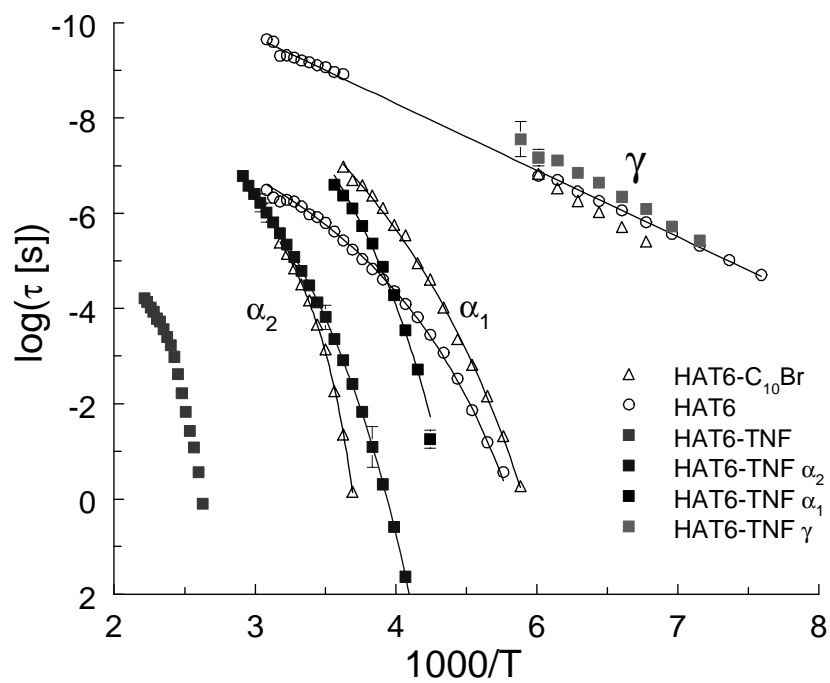 -10
-8
-6
-4
-2
0
2
log(τ [s])
γ
α₂
α₁
HAT6-C₁₀Br
HAT6
HAT6-TNF
HAT6-TNF α₂
HAT6-TNF α₁
HAT6-TNF γ
2 3 4 6 7 8
1000/T